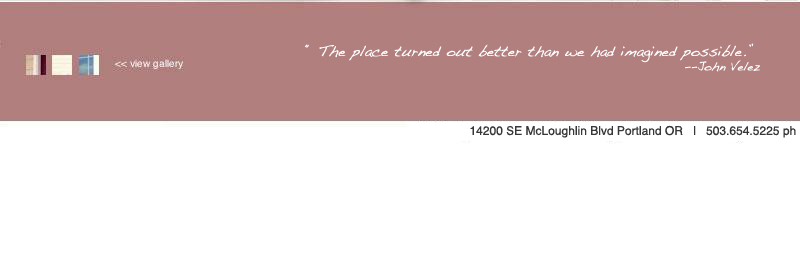 " The place turned out better than we had imagined possible."
--John Velez
<< view gallery
14200 SE McLoughlin Blvd Portland OR | 503.654.5225 ph